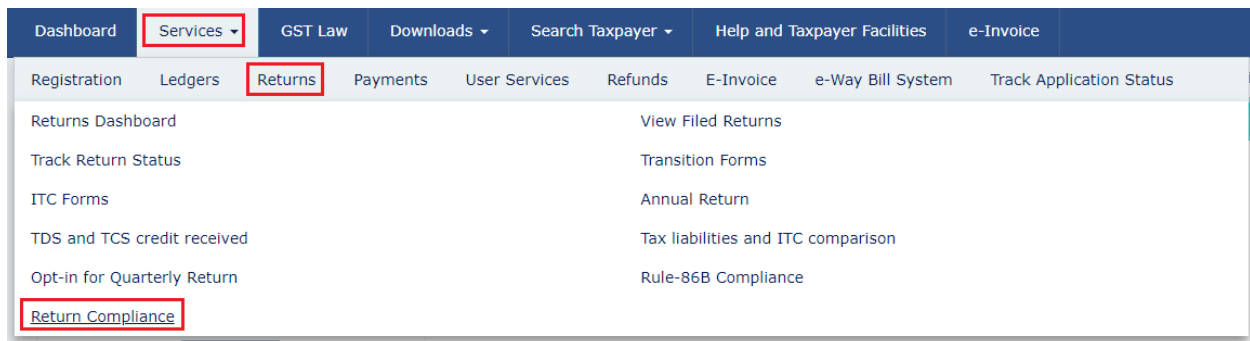 Dashboard Services GST Law Downloads Search Taxpayer Help and Taxpayer Facilities e-Invoice
Registration Ledgers Returns Payments User Services Refunds E-Invoice e-Way Bill System Track Application Status
Returns Dashboard View Filed Returns
Track Return Status Transition Forms
ITC Forms Annual Return
TDS and TCS credit received Tax liabilities and ITC comparison
Opt-in for Quarterly Return Rule-86B Compliance
Return Compliance